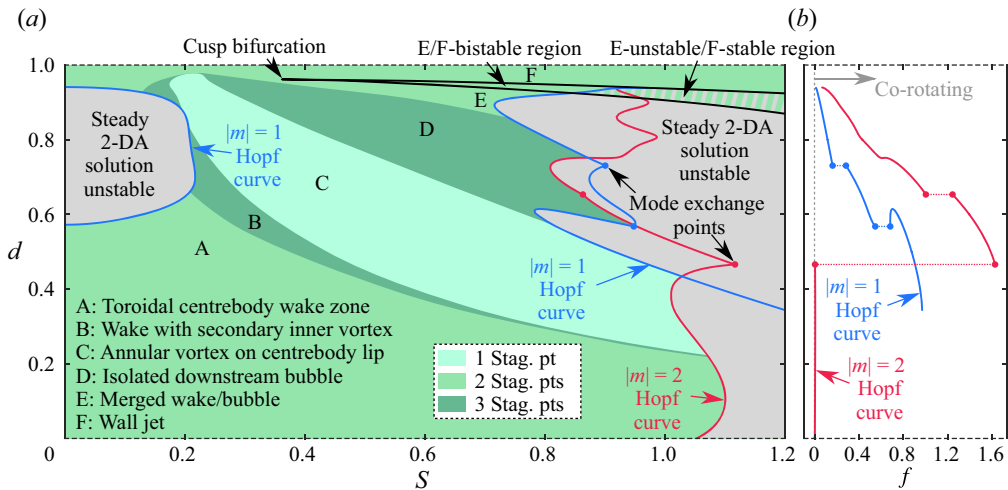 (a)
(b)
Cusp bifurcation
E/F-bistable region
E-unstable/F-stable region
1.0
0.8
0.6
0.4
0.2
0
d
F
E
D
C
B
A
Steady
2-DA
solution
unstable
|m| = 1
Hopf
curve
Steady 2-DA
solution
unstable
Mode exchange
points
|m| = 1
Hopf
curve
|m| = 2
Hopf
curve
A: Toroidal centrebody wake zone
B: Wake with secondary inner vortex
C: Annular vortex on centrebody lip
D: Isolated downstream bubble
E: Merged wake/bubble
F: Wall jet
1 Stag. pt
2 Stag. pts
3 Stag. pts
0.2
0.4
0.6
0.8
1.0
1.2
S
Co-rotating
|m| = 1
Hopf
curve
|m| = 2
Hopf
curve
0
0.4
0.8
1.2
1.6
f